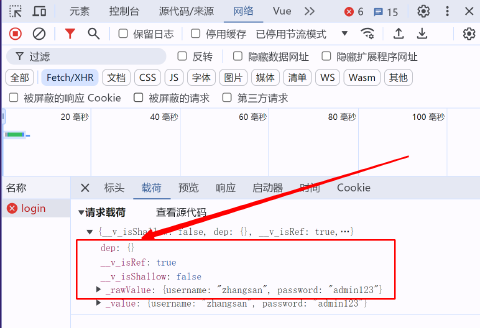 元素 控制台 源代码/来源 网络 Vue 6 15
保留日志 停用缓存 已停用节流模式
过滤 反转 隐藏数据网址 隐藏扩展程序网址
全部 Fetch/XHR 文档 CSS JS 字体 图片 媒体 清单 WS Wasm 其他
被屏蔽的响应 Cookie 被屏蔽的请求 第三方请求
20 毫秒 40 毫秒 60 毫秒 80 毫秒 100 毫秒
名称 标头 载荷 预览 响应 启动器 时间 Cookie
login
请求载荷 查看源代码
{__v_isShallow: false, dep: {}, __v_isRef: true,…}
dep: {}
__v_isRef: true
__v_isShallow: false
_rawValue: {username: "zhangsan", password: "admin123"}
_value: {username: "zhangsan", password: "admin123"}